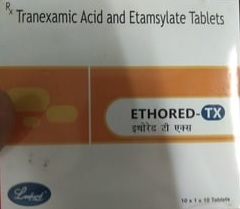 Rx Tranexamic Acid and Etamsylate Tablets
ETHORED-TX
इथोरेड टी एक्स
10 x 1 x 10 Tablets